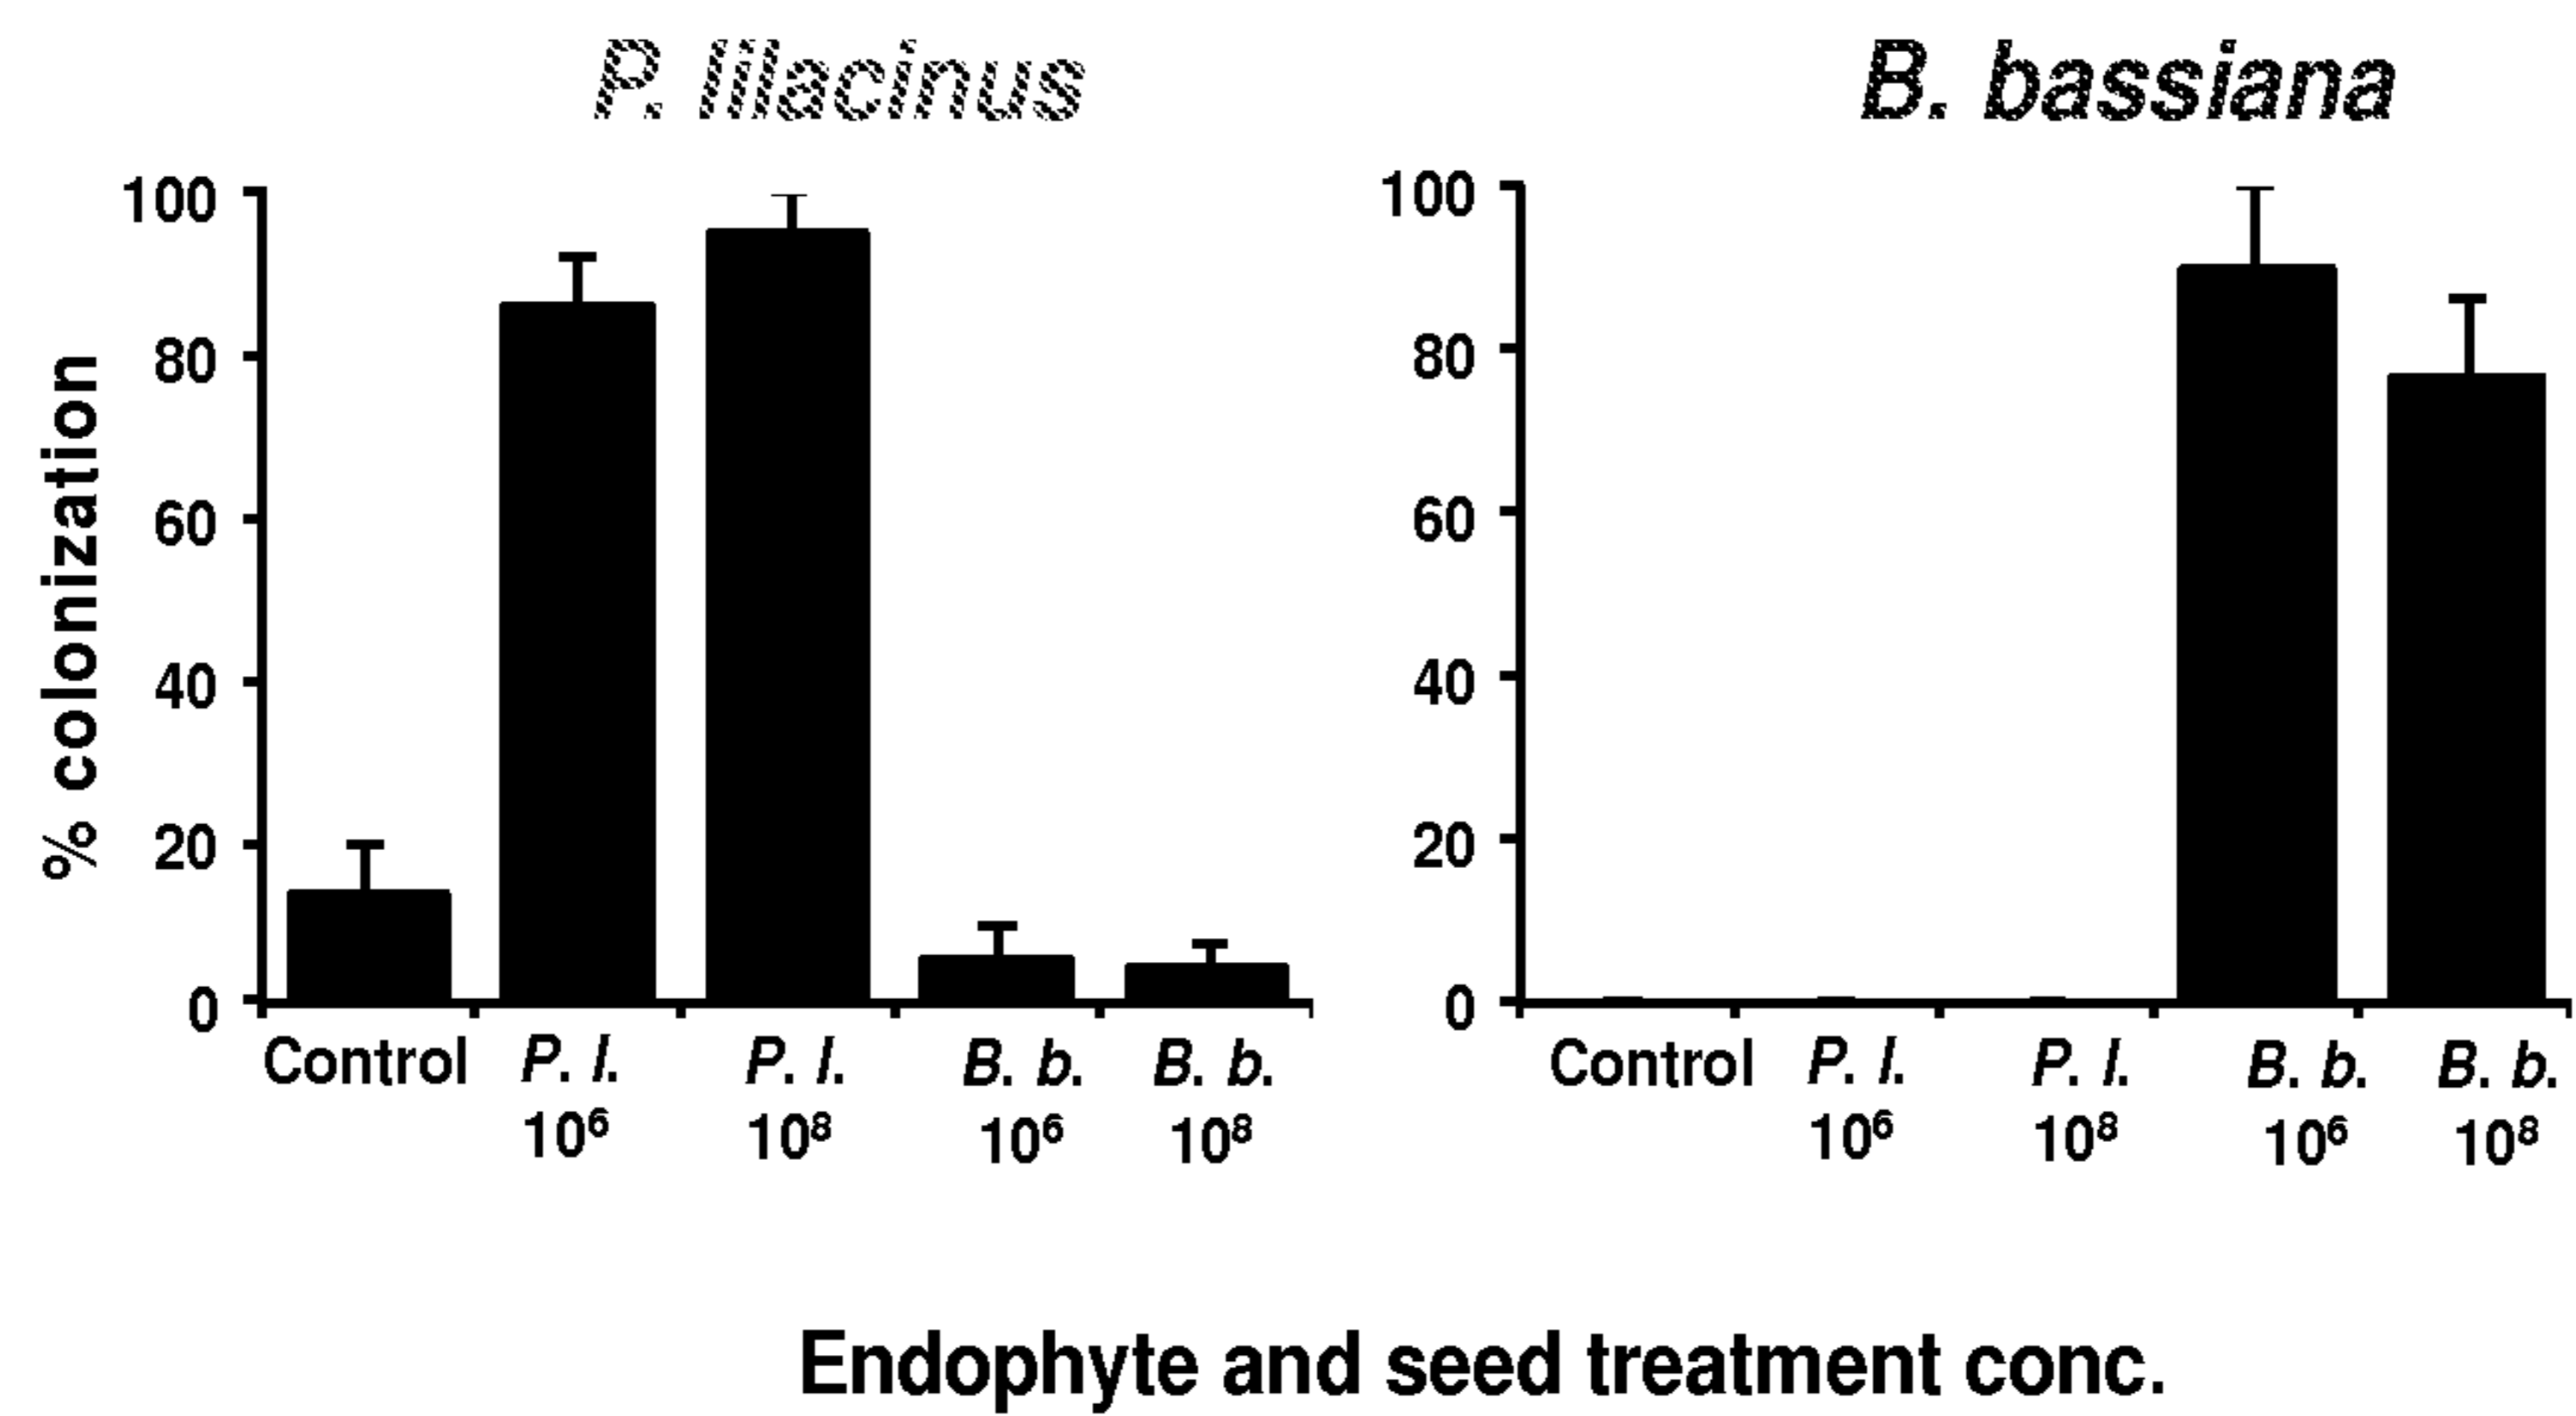 P. lilacinus
B. bassiana
% colonization
100
80
60
40
20
0
Control
P. l.
10⁶
P. l.
10⁸
B. b.
10⁶
B. b.
10⁸
100
80
60
40
20
0
Control
P. l.
10⁶
P. l.
10⁸
B. b.
10⁶
B. b.
10⁸
Endophyte and seed treatment conc.